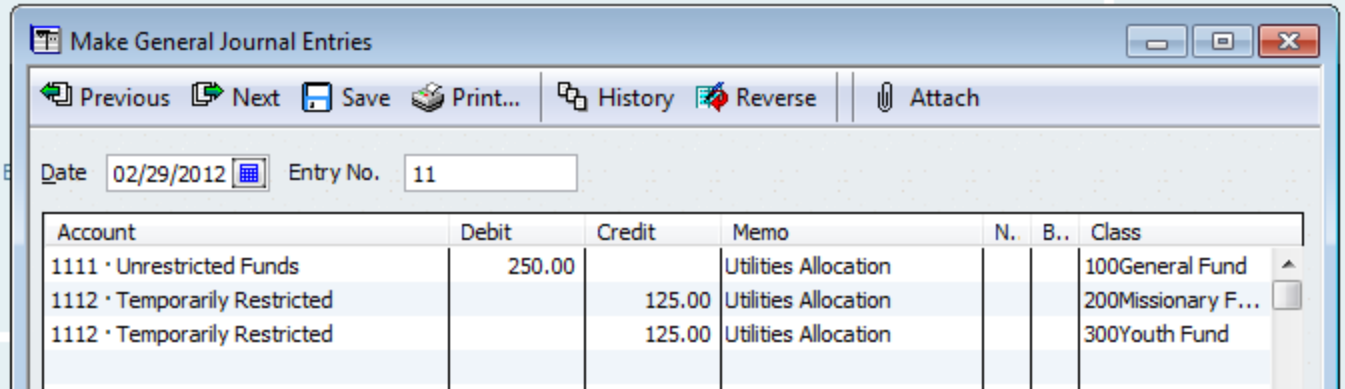 Make General Journal Entries
Previous Next Save Print... History Reverse Attach
Date 02/29/2012 Entry No. 11
Account Debit Credit Memo N.. B.. Class
1111 · Unrestricted Funds 250.00 Utilities Allocation 100General Fund
1112 · Temporarily Restricted 125.00 Utilities Allocation 200Missionary F...
1112 · Temporarily Restricted 125.00 Utilities Allocation 300Youth Fund